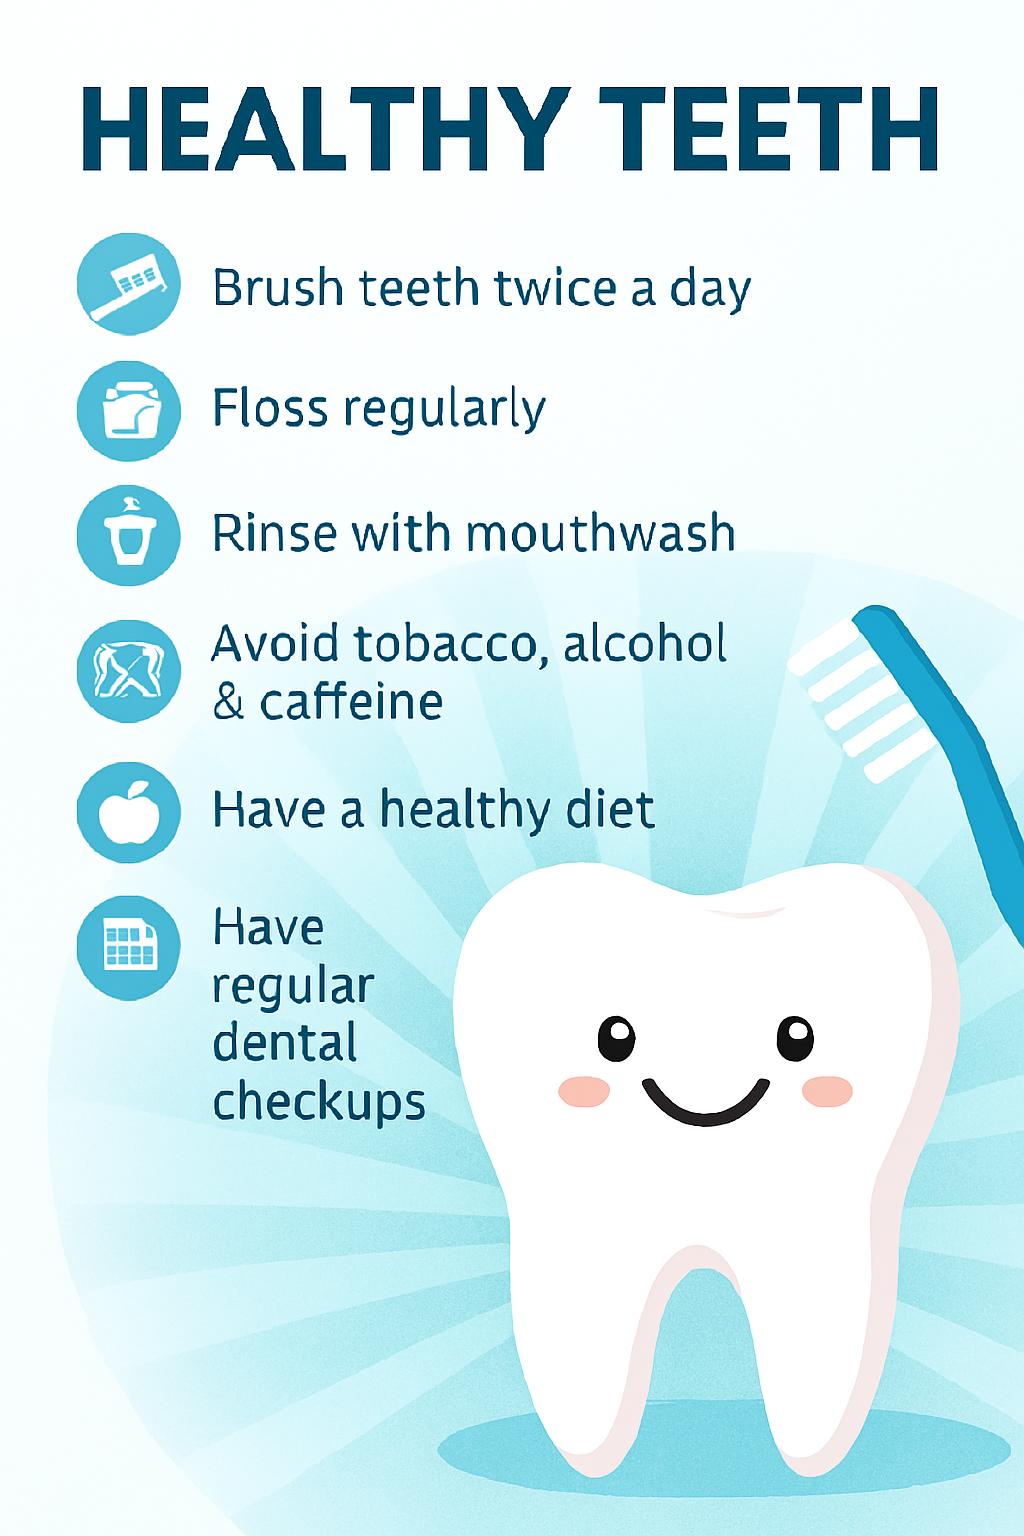 HEALTHY TEETH
Brush teeth twice a day
Floss regularly
Rinse with mouthwash
Avoid tobacco, alcohol
& caffeine
Have a healthy diet
Have
regular
dental
checkups